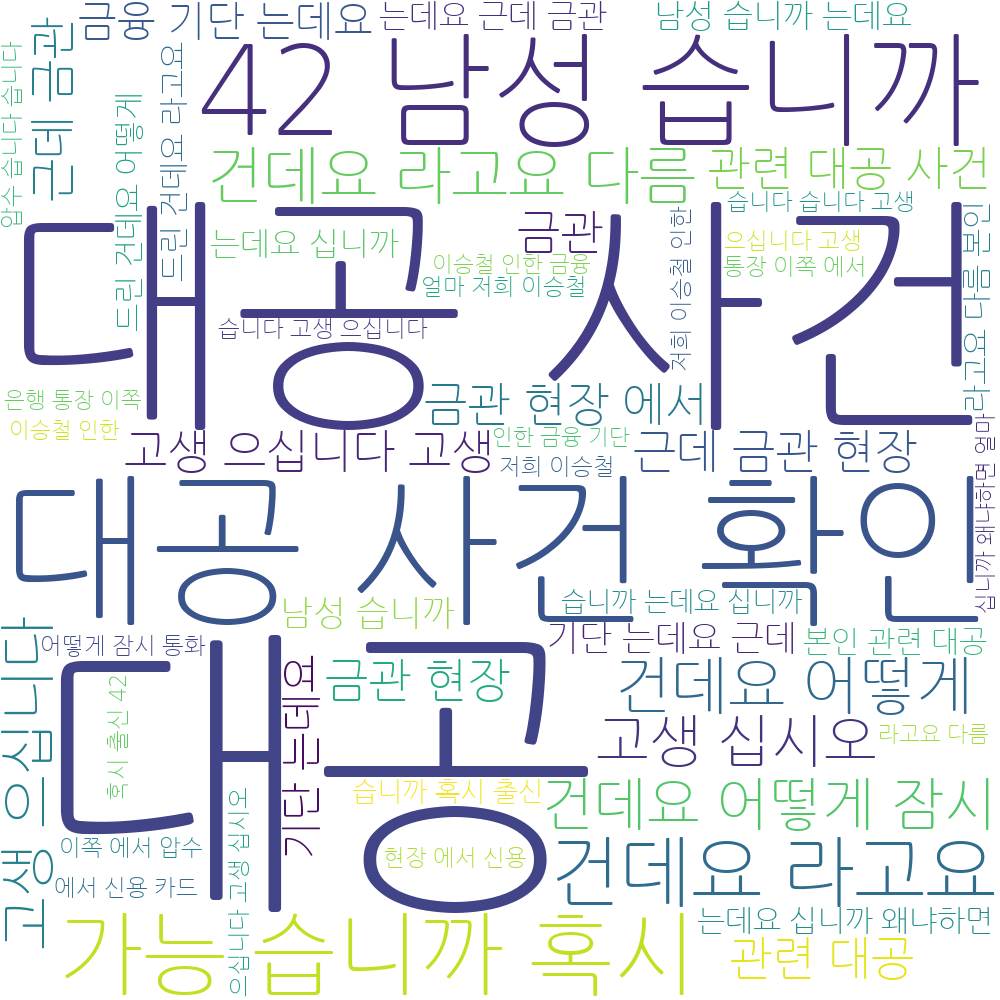 금융 기단 는데요
는데요 근데 금관
남성 습니까 는데요
42 남성 습니까
압수 습니다 습니다
근데 금관
드린 건데요 어떻게
드린 건데요 라고요
건데요 라고요 다름
관련 대공 사건
대공 사건
습니다 습니다 고생
금관
는데요 십니까
이승철 인한 금융
얼마 저희 이승철
저희 이승철 인한
으십니다 고생
통장 이쪽 에서
라고요 다름 본인
습니다 고생 으십니다
은행 통장 이쪽
이승철 인한
금관 현장 에서
고생 으십니다 고생
인한 금융 기단
저희 이승철
근데 금관 현장
십니까 왜냐하면 얼마
대공 사건 확인
남성 습니까
습니까 는데요 십니까
고생 으십니다
어떻게 잠시 통화
기단 는데요 근데
본인 관련 대공
대공
혹시 출신 42
기단 는데요
금관 현장
건데요 어떻게
고생 십시오
라고요 다름
습니까 혹시 출신
건데요 어떻게 잠시
이쪽 에서 압수
으십니다 고생 십시오
현장 에서 신용
에서 신용 카드
건데요 라고요
가능 습니까 혹시
는데요 십니까 왜냐하면
관련 대공